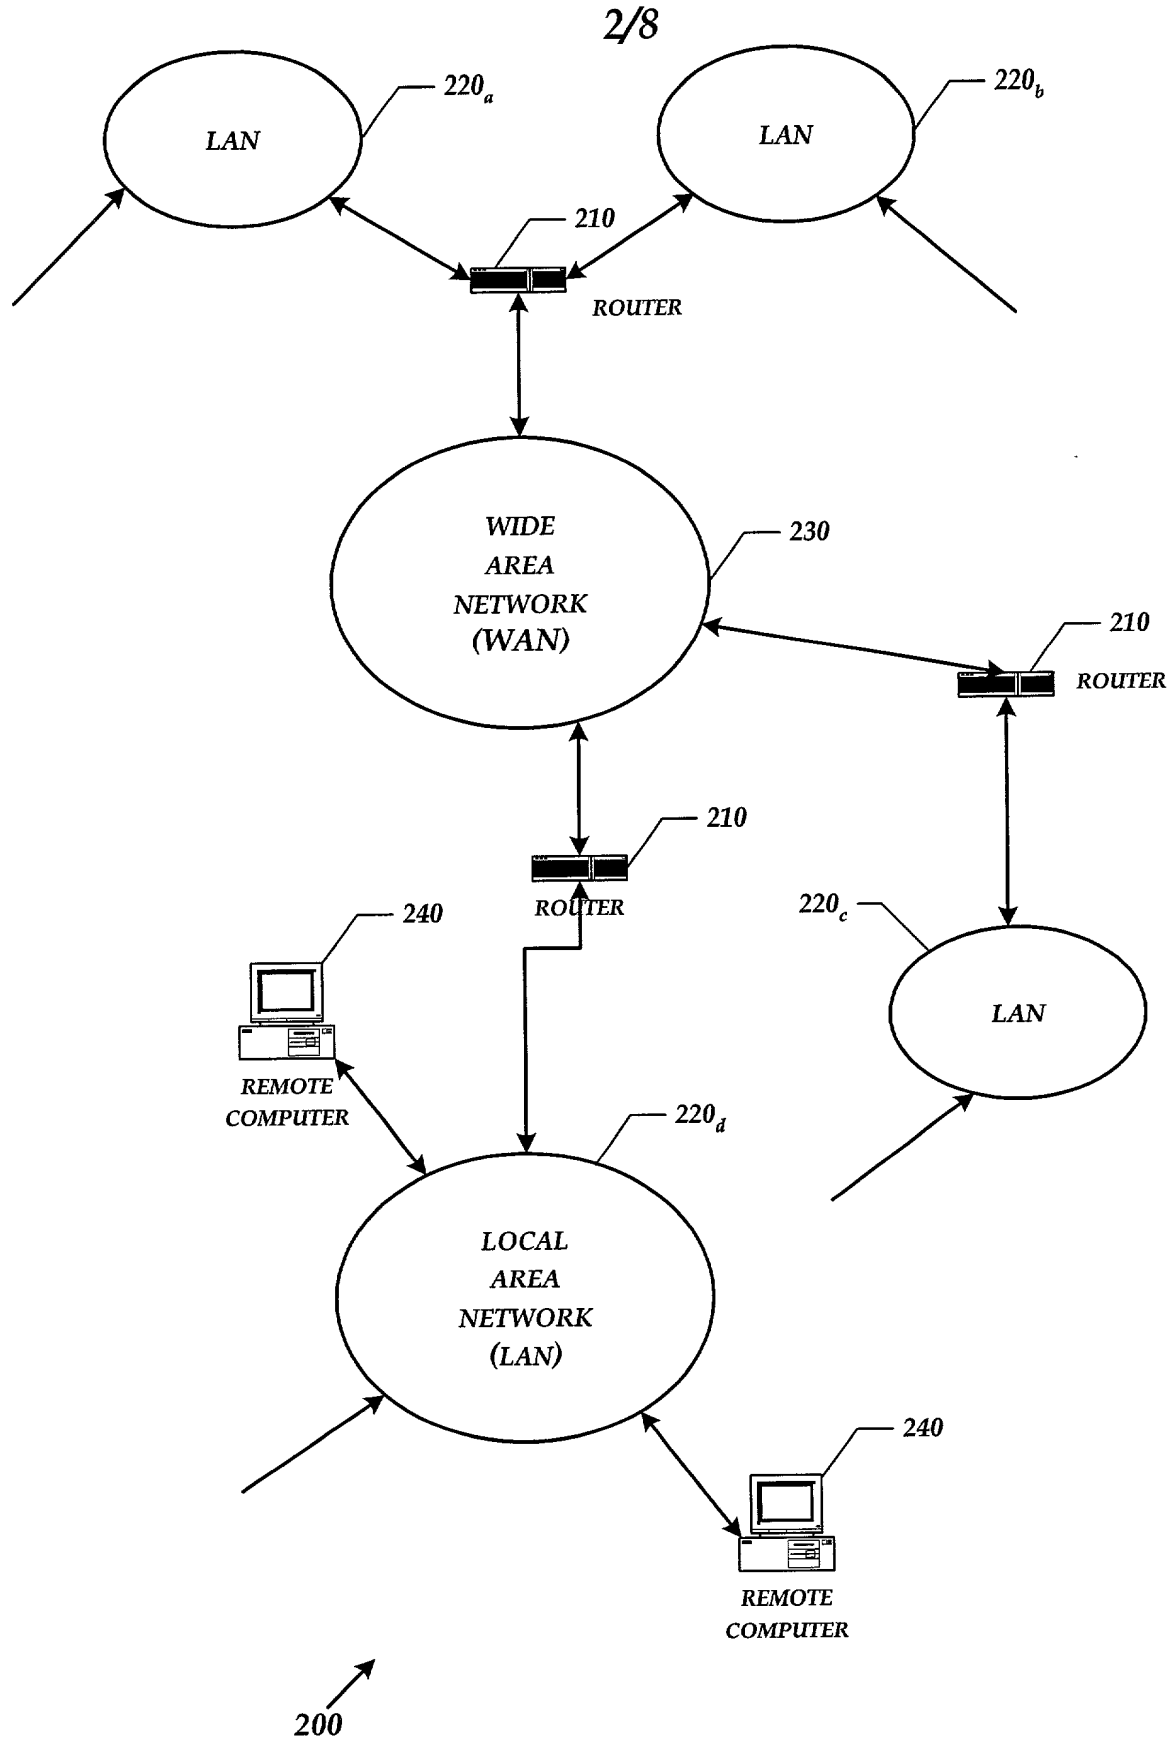 2/8
220a
220b
LAN
LAN
210
ROUTER
WIDE
AREA
NETWORK
(WAN)
230
210
ROUTER
210
ROUTER
240
220c
LAN
REMOTE
COMPUTER
220d
LOCAL
AREA
NETWORK
(LAN)
240
REMOTE
COMPUTER
200